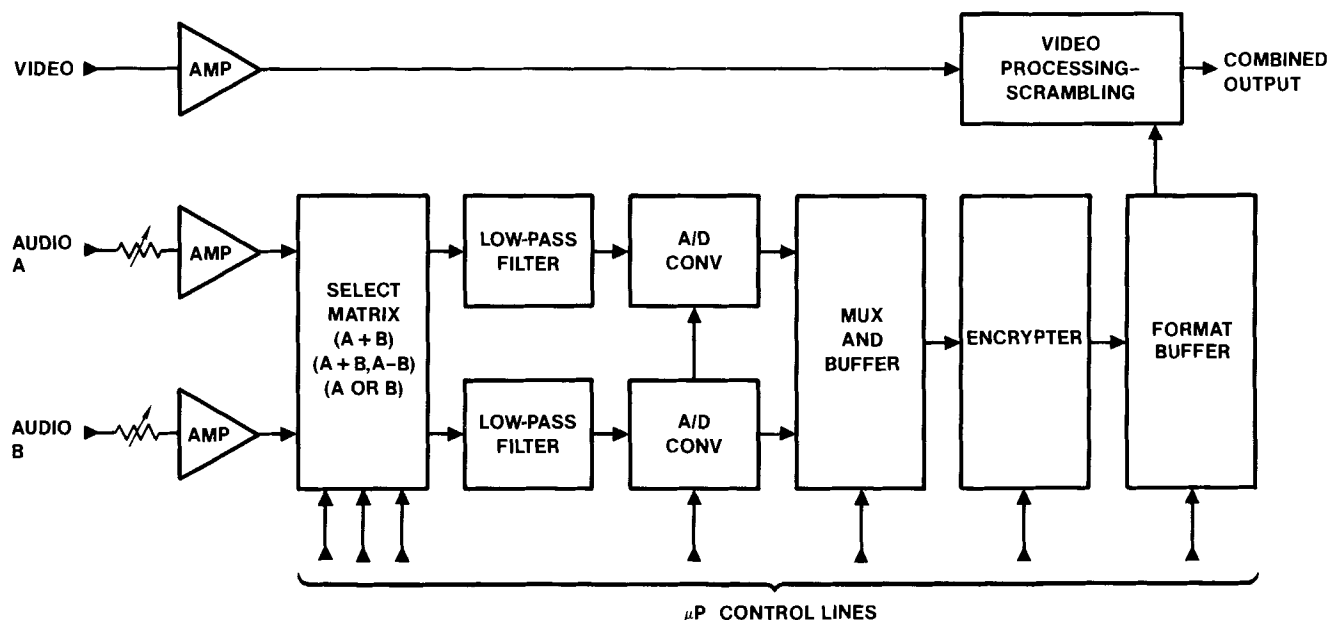 VIDEO
AMP
VIDEO
PROCESSING-
SCRAMBLING
COMBINED
OUTPUT
AUDIO
A
AMP
SELECT
MATRIX
(A + B)
(A + B, A-B)
(A OR B)
LOW-PASS
FILTER
A/D
CONV
MUX
AND
BUFFER
ENCRYPTER
FORMAT
BUFFER
AUDIO
B
AMP
LOW-PASS
FILTER
A/D
CONV
μP CONTROL LINES